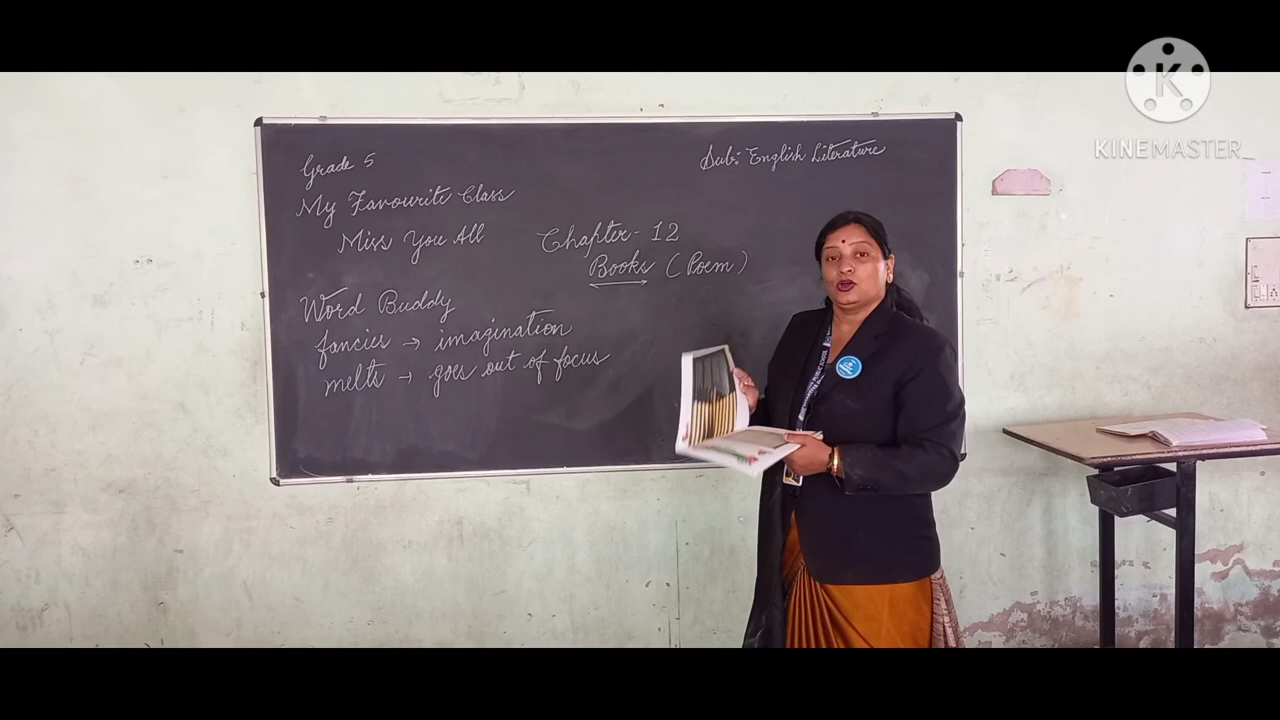 Grade 5
Sub: English Literature
My Favourite Class
Miss You All
Chapter - 12
Books (Poem)
Word Buddy
fancies → imagination
melts → goes out of focus
K
KINEMASTER